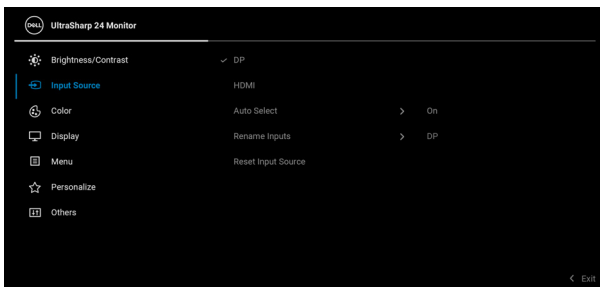 DELL UltraSharp 24 Monitor
Brightness/Contrast ✓ DP
Input Source HDMI
Color Auto Select > On
Display Rename Inputs > DP
Menu Reset Input Source
Personalize
Others
< Exit